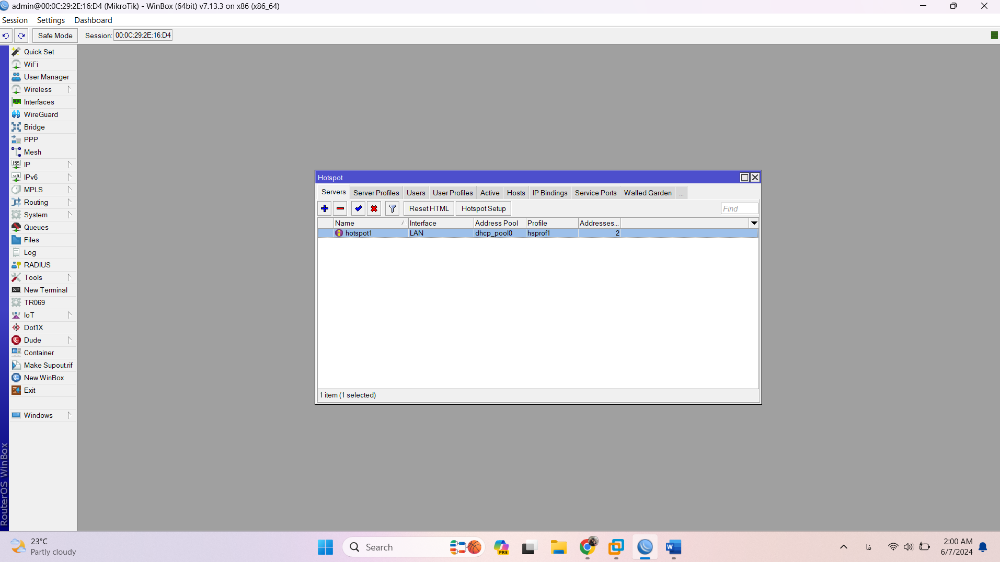 admin@00:0C:29:2E:16:D4 (MikroTik) - WinBox (64bit) v7.13.3 on x86 (x86_64)
Session Settings Dashboard
Safe Mode Session: 00:0C:29:2E:16:D4
Quick Set
WiFi
User Manager
Wireless
Interfaces
WireGuard
Bridge
PPP
Mesh
IP
IPv6
MPLS
Routing
System
Queues
Files
Log
RADIUS
Tools
New Terminal
TR069
IoT
Dot1X
Dude
Container
Make Supout.rif
New WinBox
Exit
Windows
RouterOS WinBox
Hotspot
Servers Server Profiles Users User Profiles Active Hosts IP Bindings Service Ports Walled Garden ...
Reset HTML Hotspot Setup Find
Name Interface Address Pool Profile Addresses...
hotspot1 LAN dhcp_pool0 hsprof1 2
1 item (1 selected)
23°C
Partly cloudy
Search
PRE
فا
2:00 AM
6/7/2024